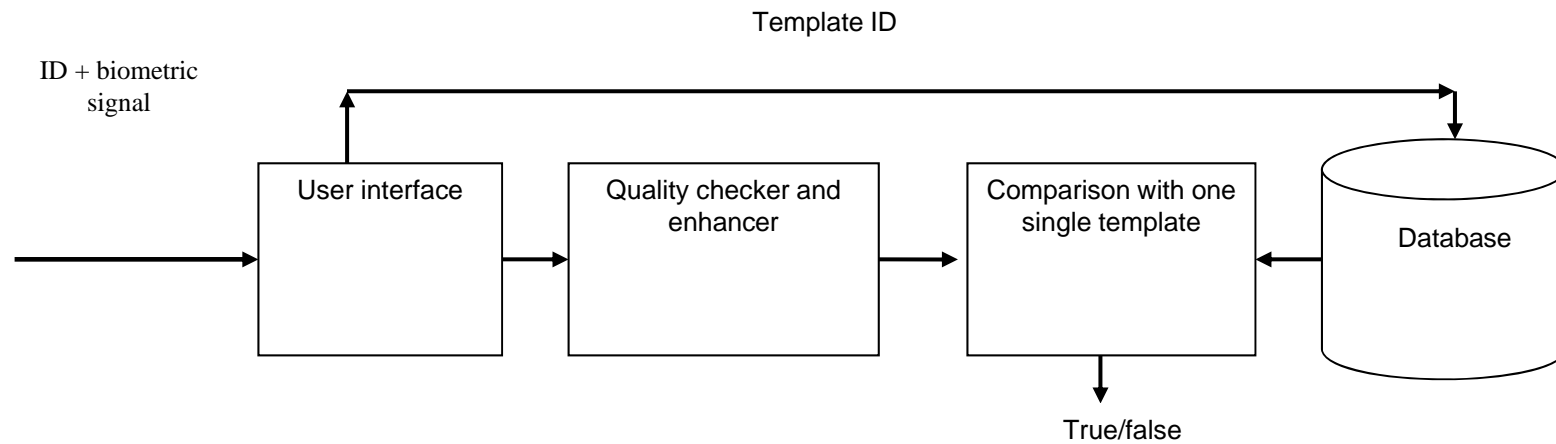 Template ID
ID + biometric
signal
User interface
Quality checker and
enhancer
Comparison with one
single template
Database
True/false